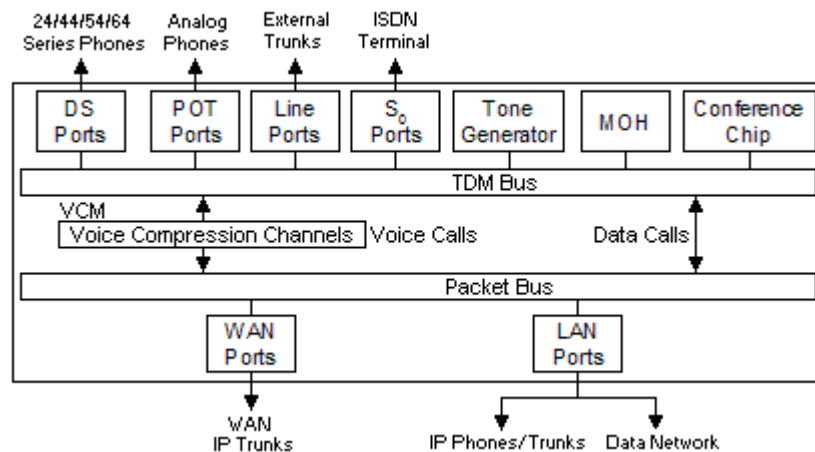 24/44/54/64
Series Phones
Analog
Phones
External
Trunks
ISDN
Terminal
DS
Ports
POT
Ports
Line
Ports
S0
Ports
Tone
Generator
MOH
Conference
Chip
TDM Bus
VCM
Voice Compression Channels
Voice Calls
Data Calls
Packet Bus
WAN
Ports
LAN
Ports
WAN
IP Trunks
IP Phones/Trunks
Data Network